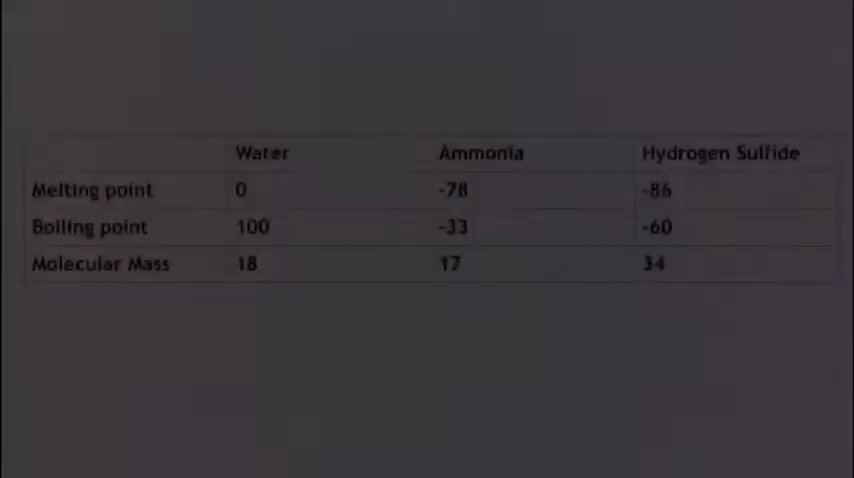 Water Ammonia Hydrogen Sulfide
Melting point 0 -78 -86
Boiling point 100 -33 -60
Molecular Mass 18 17 34